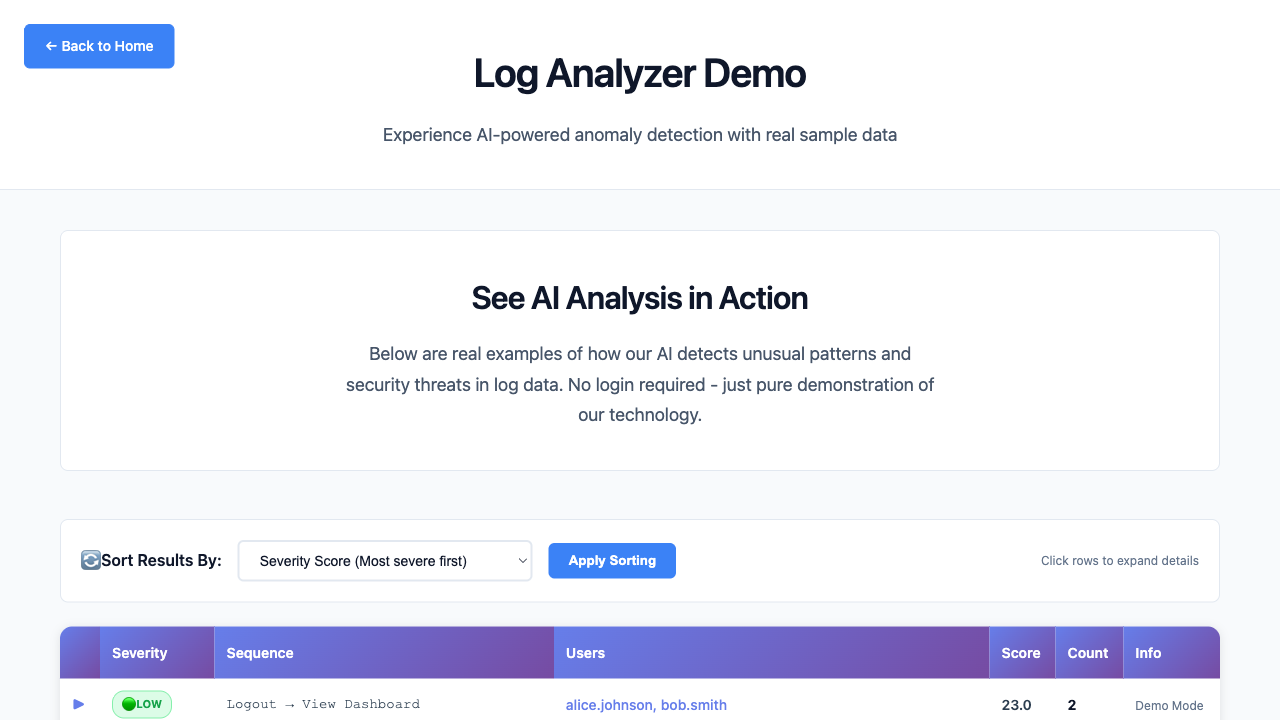 ← Back to Home
Log Analyzer Demo
Experience AI-powered anomaly detection with real sample data
See AI Analysis in Action
Below are real examples of how our AI detects unusual patterns and
security threats in log data. No login required - just pure demonstration of
our technology.
Sort Results By: Severity Score (Most severe first) Apply Sorting Click rows to expand details
Severity Sequence Users Score Count Info
▶ LOW Logout → View Dashboard alice.johnson, bob.smith 23.0 2 Demo Mode